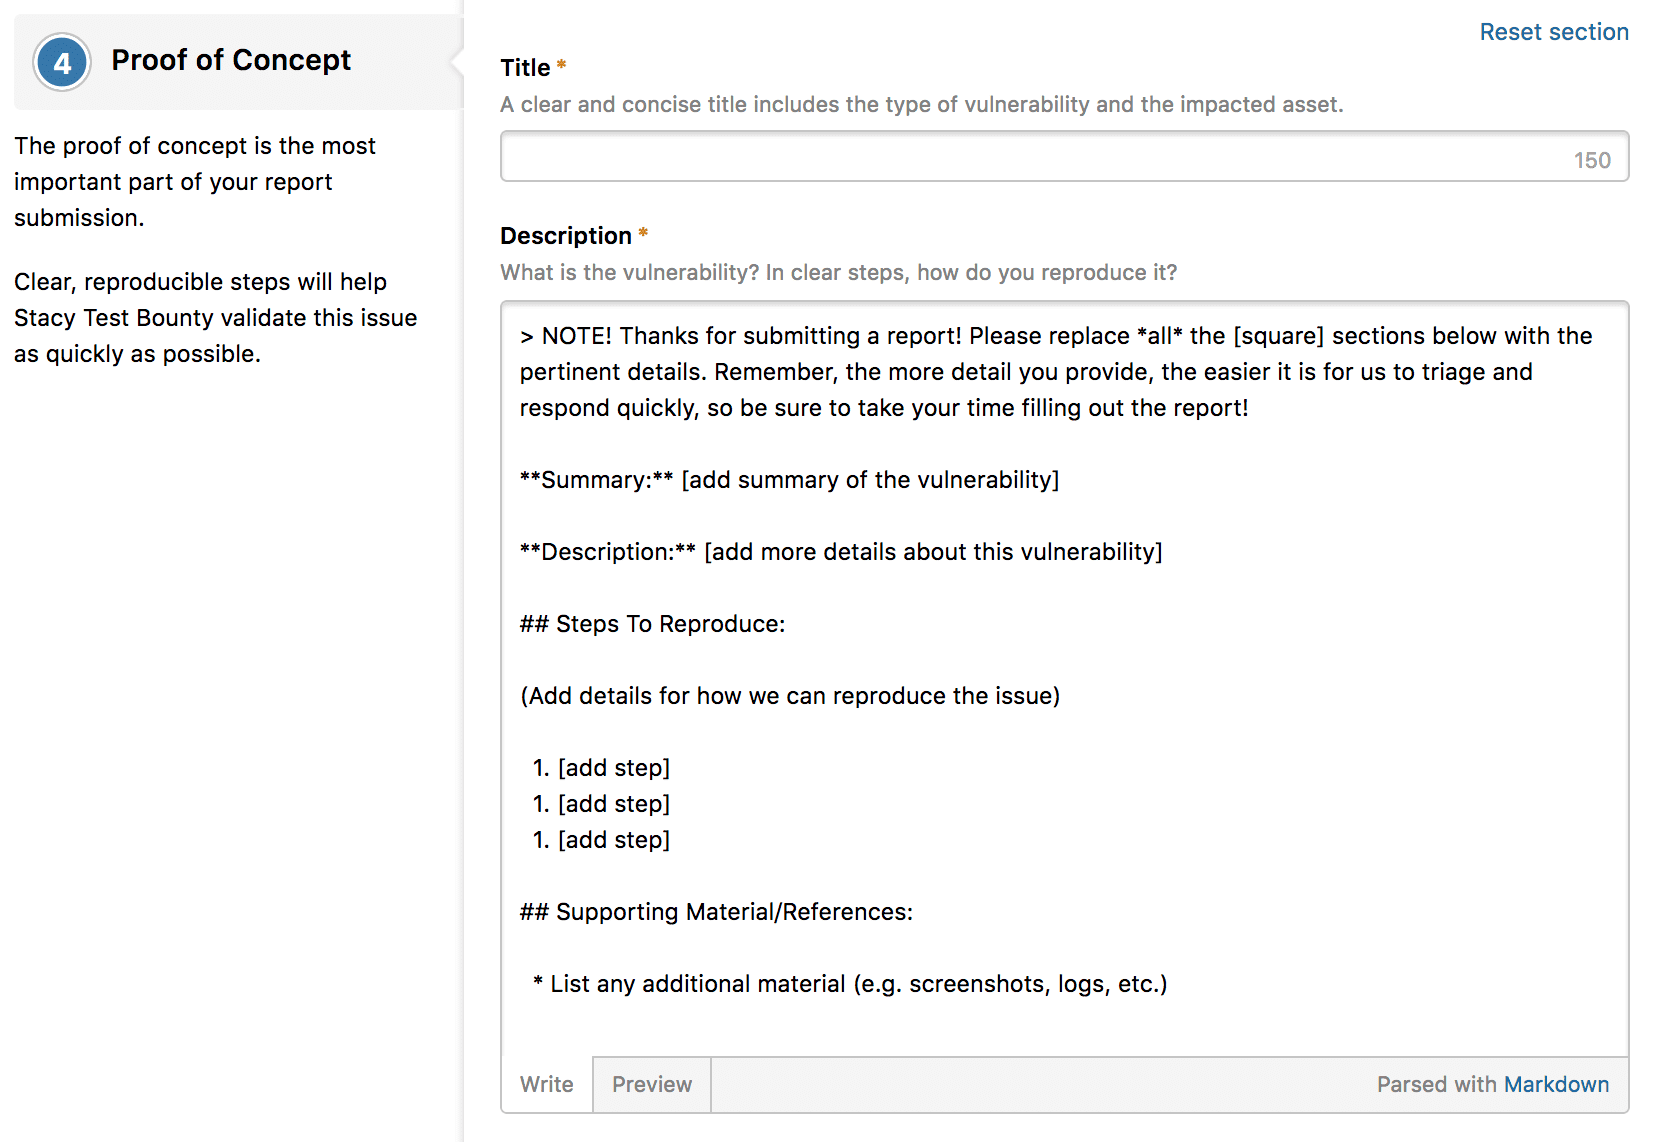 4 Proof of Concept
The proof of concept is the most
important part of your report
submission.
Clear, reproducible steps will help
Stacy Test Bounty validate this issue
as quickly as possible.
Reset section
Title *
A clear and concise title includes the type of vulnerability and the impacted asset.
150
Description *
What is the vulnerability? In clear steps, how do you reproduce it?
> NOTE! Thanks for submitting a report! Please replace *all* the [square] sections below with the
pertinent details. Remember, the more detail you provide, the easier it is for us to triage and
respond quickly, so be sure to take your time filling out the report!
**Summary:** [add summary of the vulnerability]
**Description:** [add more details about this vulnerability]
## Steps To Reproduce:
(Add details for how we can reproduce the issue)
1. [add step]
1. [add step]
1. [add step]
## Supporting Material/References:
* List any additional material (e.g. screenshots, logs, etc.)
Write Preview Parsed with Markdown